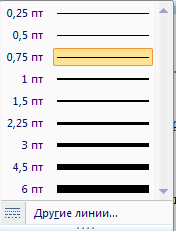 0,25 пт
0,5 пт
0,75 пт
1 пт
1,5 пт
2,25 пт
3 пт
4,5 пт
6 пт
Другие линии...